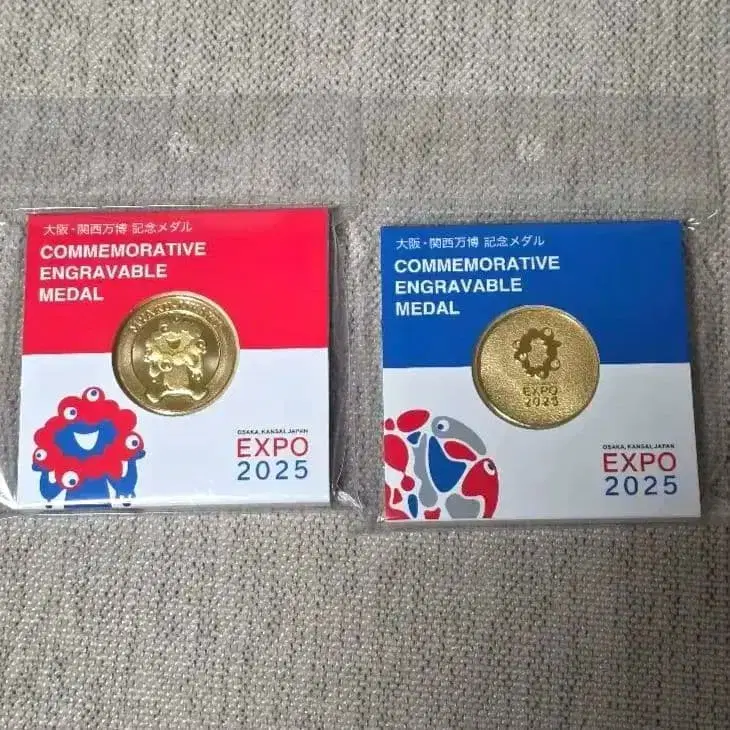 大阪・関西万博 記念メダル
COMMEMORATIVE
ENGRAVABLE
MEDAL
OSAKA, KANSAI, JAPAN
EXPO
2025
大阪・関西万博 記念メダル
COMMEMORATIVE
ENGRAVABLE
MEDAL
EXPO
OSAKA, KANSAI, JAPAN
EXPO
2025